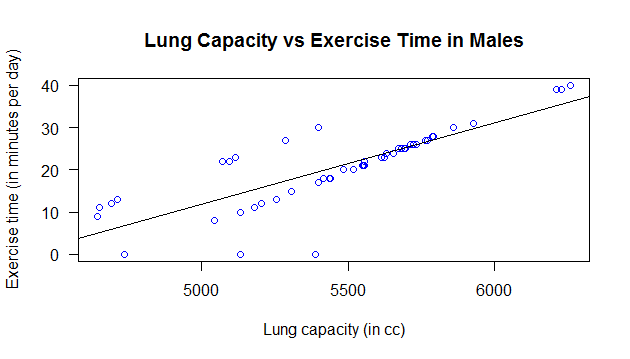 Lung Capacity vs Exercise Time in Males
Exercise time (in minutes per day)
40
30
20
10
0
5000 5500 6000
Lung capacity (in cc)